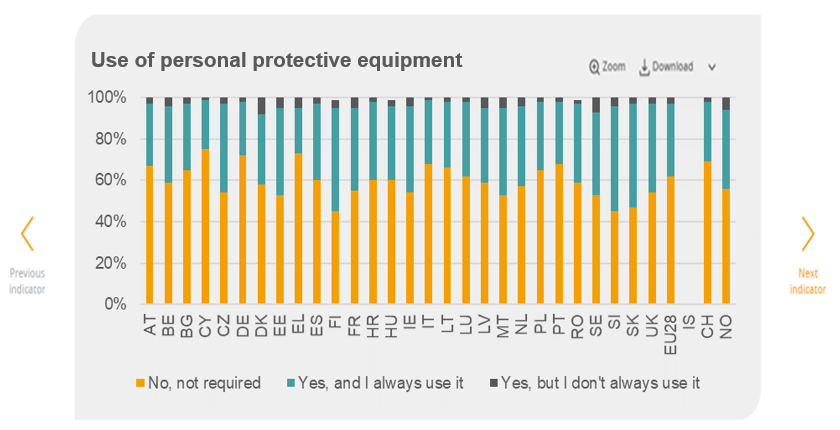 Use of personal protective equipment
Zoom
Download
100%
80%
60%
40%
20%
0%
AT BE BG CY CZ DE DK EE EL ES FI FR HR HU IE IT LT LU LV MT NL PL PT RO SE SI SK UK EU28 IS CH NO
No, not required
Yes, and I always use it
Yes, but I don't always use it
Previous
indicator
Next
indicator